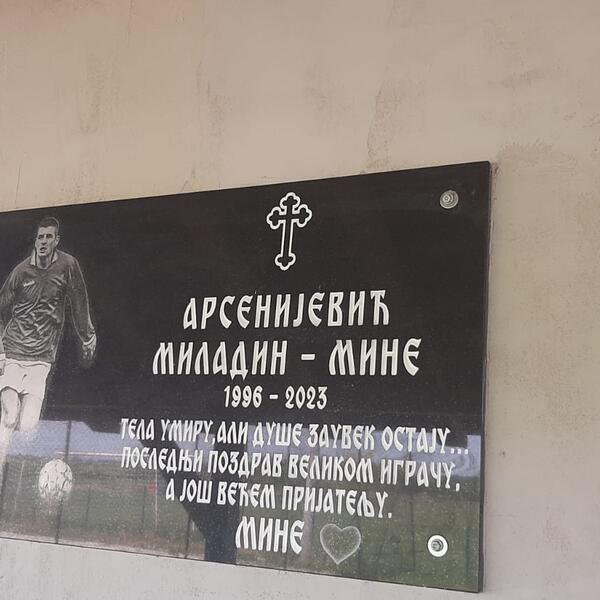 АРСЕНИЈЕВИЋ
МИЛАДИН - МИНЕ
1996 - 2023
ТЕЛА УМИРУ,АЛИ ДУШЕ ЗАУВЕК ОСТАЈУ...
ПОСЛЕДЊИ ПОЗДРАВ ВЕЛИКОМ ИГРАЧУ,
А ЈОШ ВЕЋЕМ ПРИЈАТЕЉУ.
МИНЕ